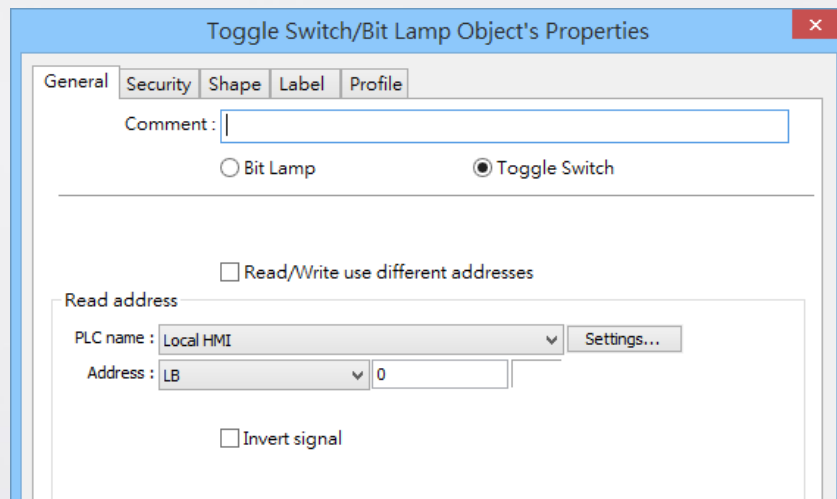 Toggle Switch/Bit Lamp Object's Properties
General Security Shape Label Profile
Comment :
Bit Lamp Toggle Switch
Read/Write use different addresses
Read address
PLC name : Local HMI Settings...
Address : LB 0
Invert signal